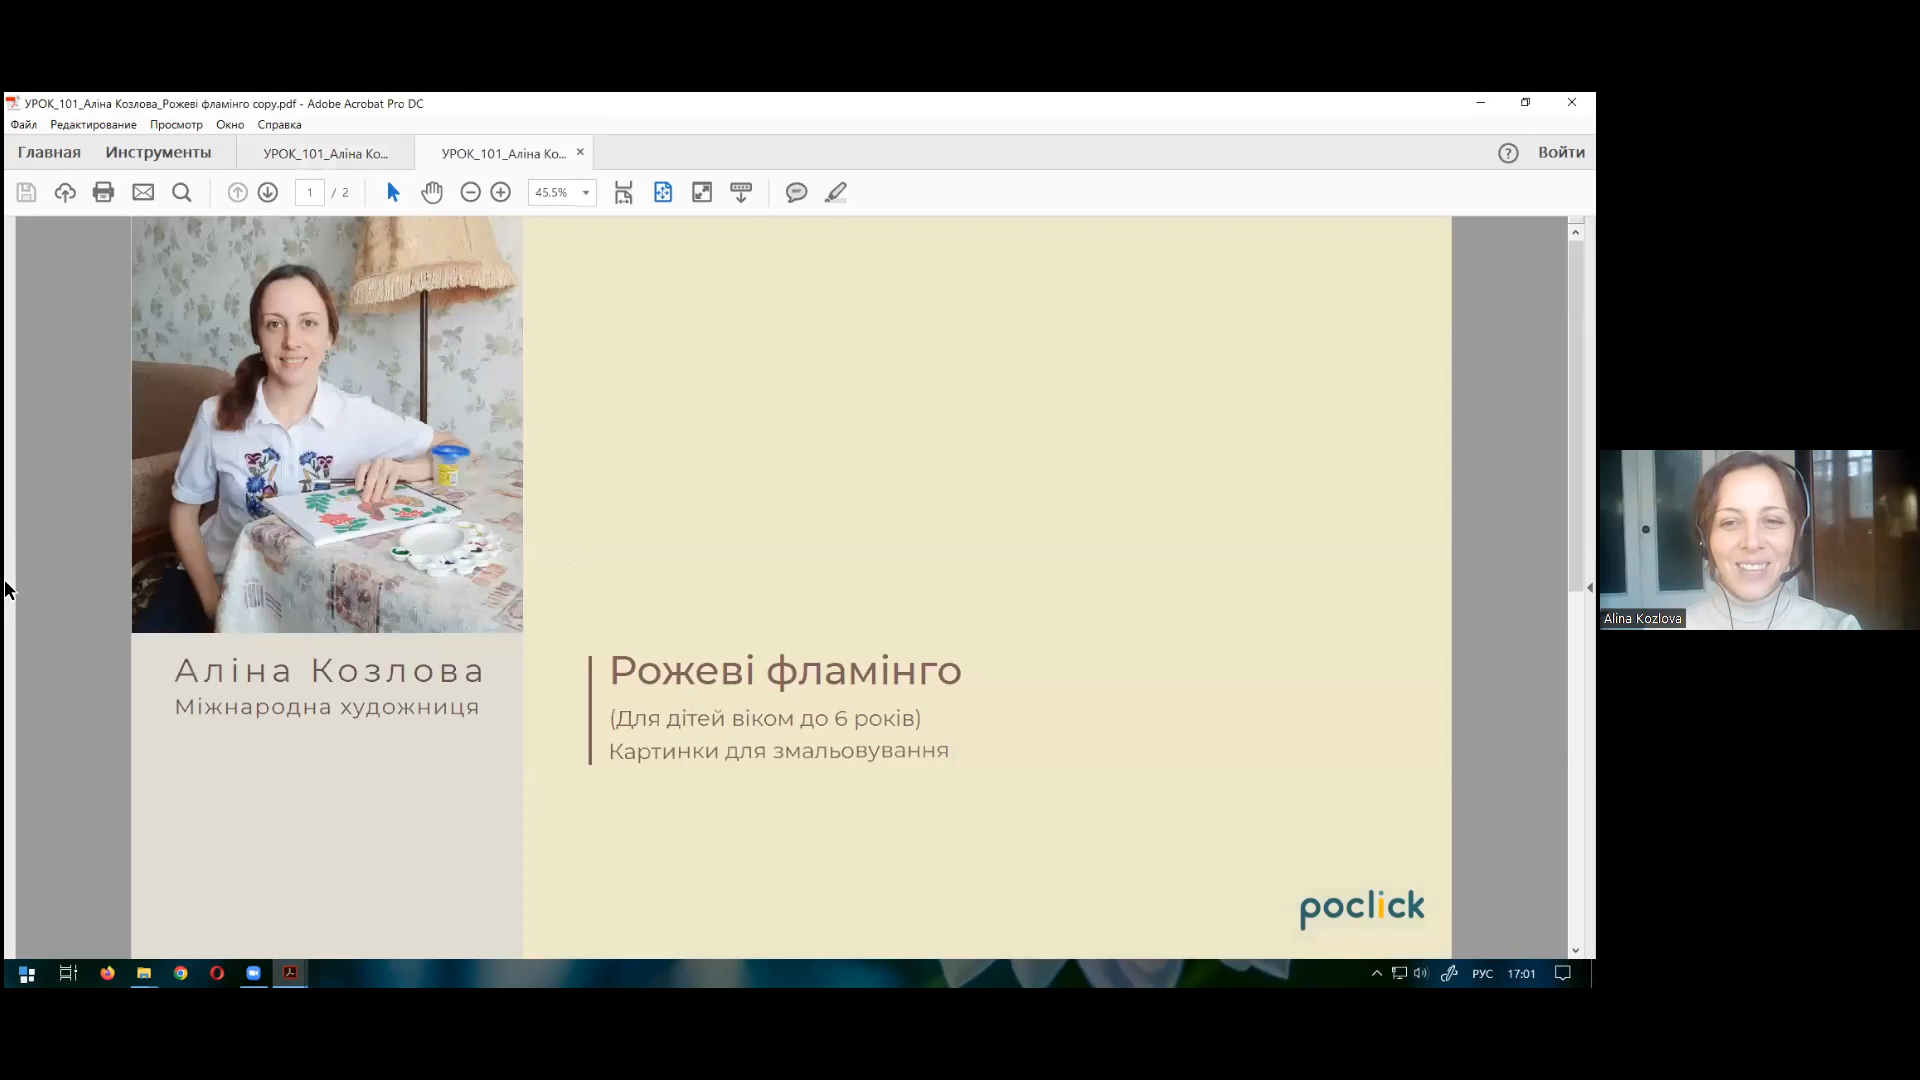 УРОК_101_Аліна Козлова_Рожеві фламінго copy.pdf - Adobe Acrobat Pro DC
Файл Редактирование Просмотр Окно Справка
Главная Инструменты УРОК_101_Аліна Ко... УРОК_101_Аліна Ко... Войти
1 / 2 45.5%
Аліна Козлова
Міжнародна художниця
Рожеві фламінго
(Для дітей віком до 6 років)
Картинки для змальовування
poclick
Alina Kozlova
РУС 17:01